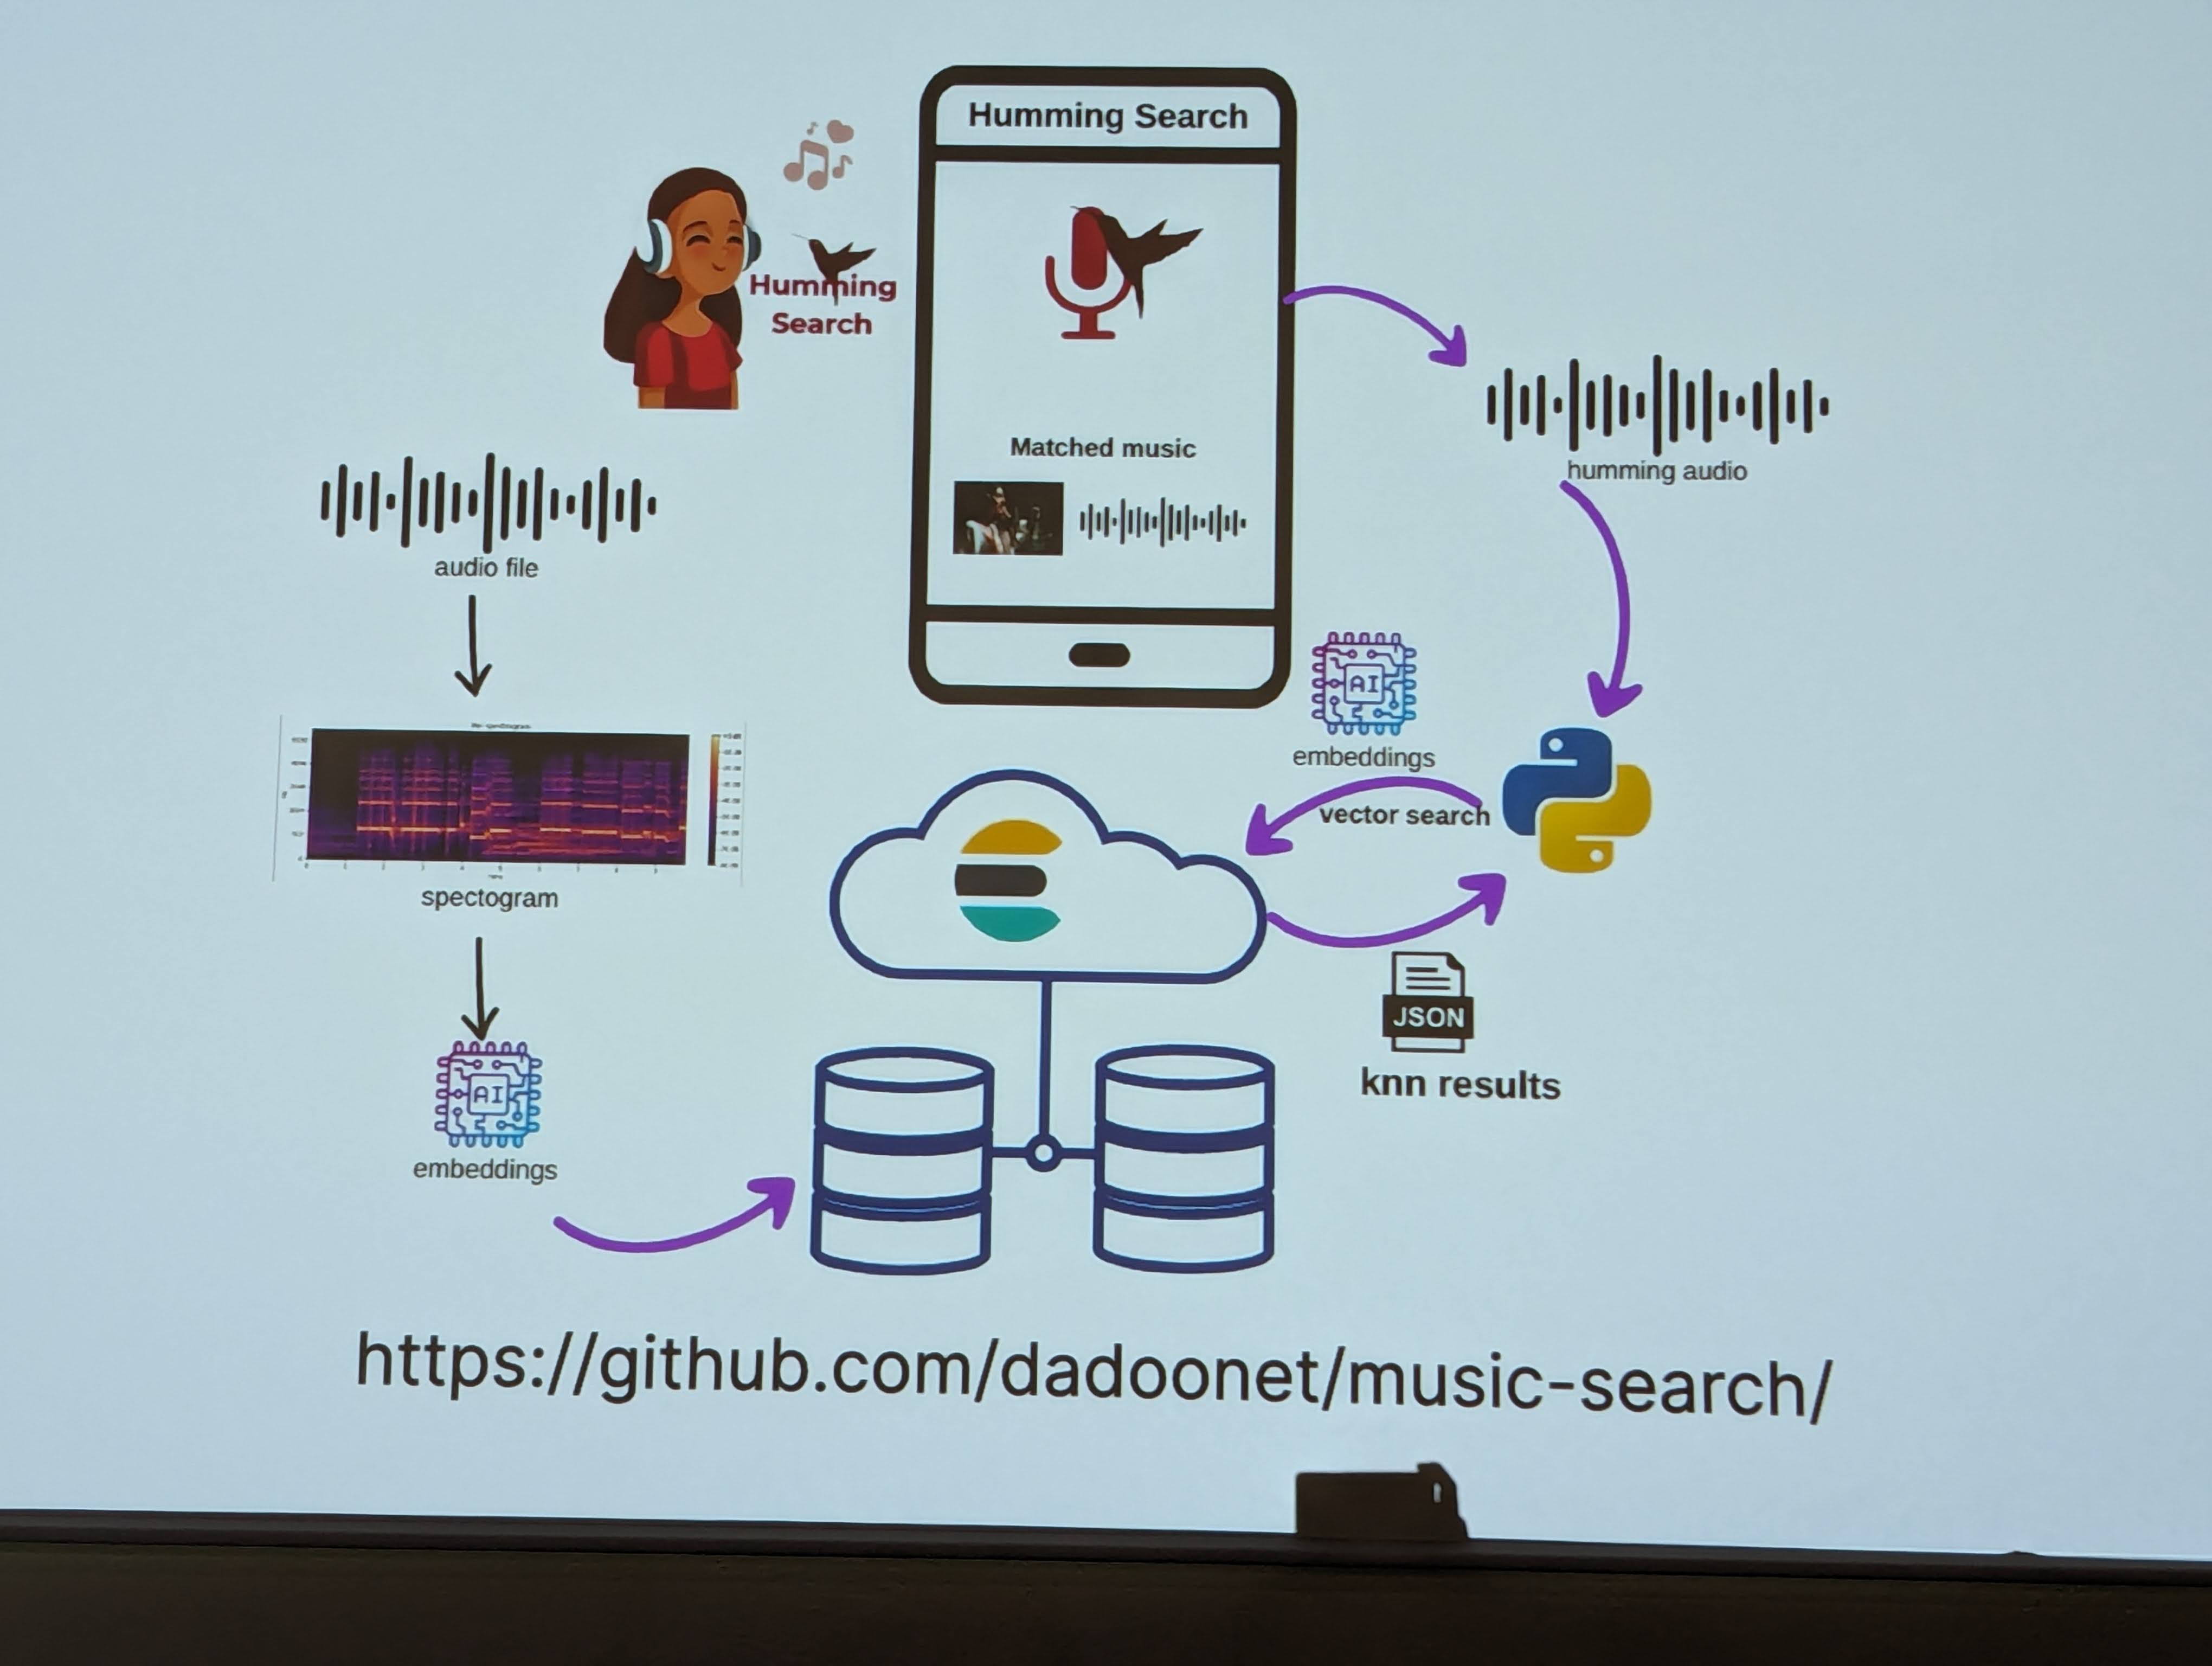 Humming Search
Humming
Search
Matched music
humming audio
audio file
AI
embeddings
vector search
spectogram
JSON
knn results
AI
embeddings
https://github.com/dadoonet/music-search/